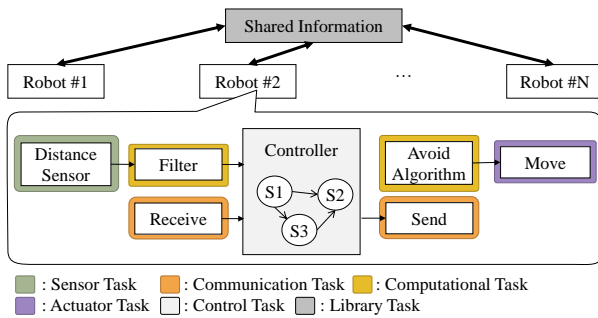 Shared Information
Robot #1
Robot #2
...
Robot #N
Distance
Sensor
Filter
Receive
Controller
S1
S2
S3
Avoid
Algorithm
Move
Send
: Sensor Task
: Communication Task
: Computational Task
: Actuator Task
: Control Task
: Library Task